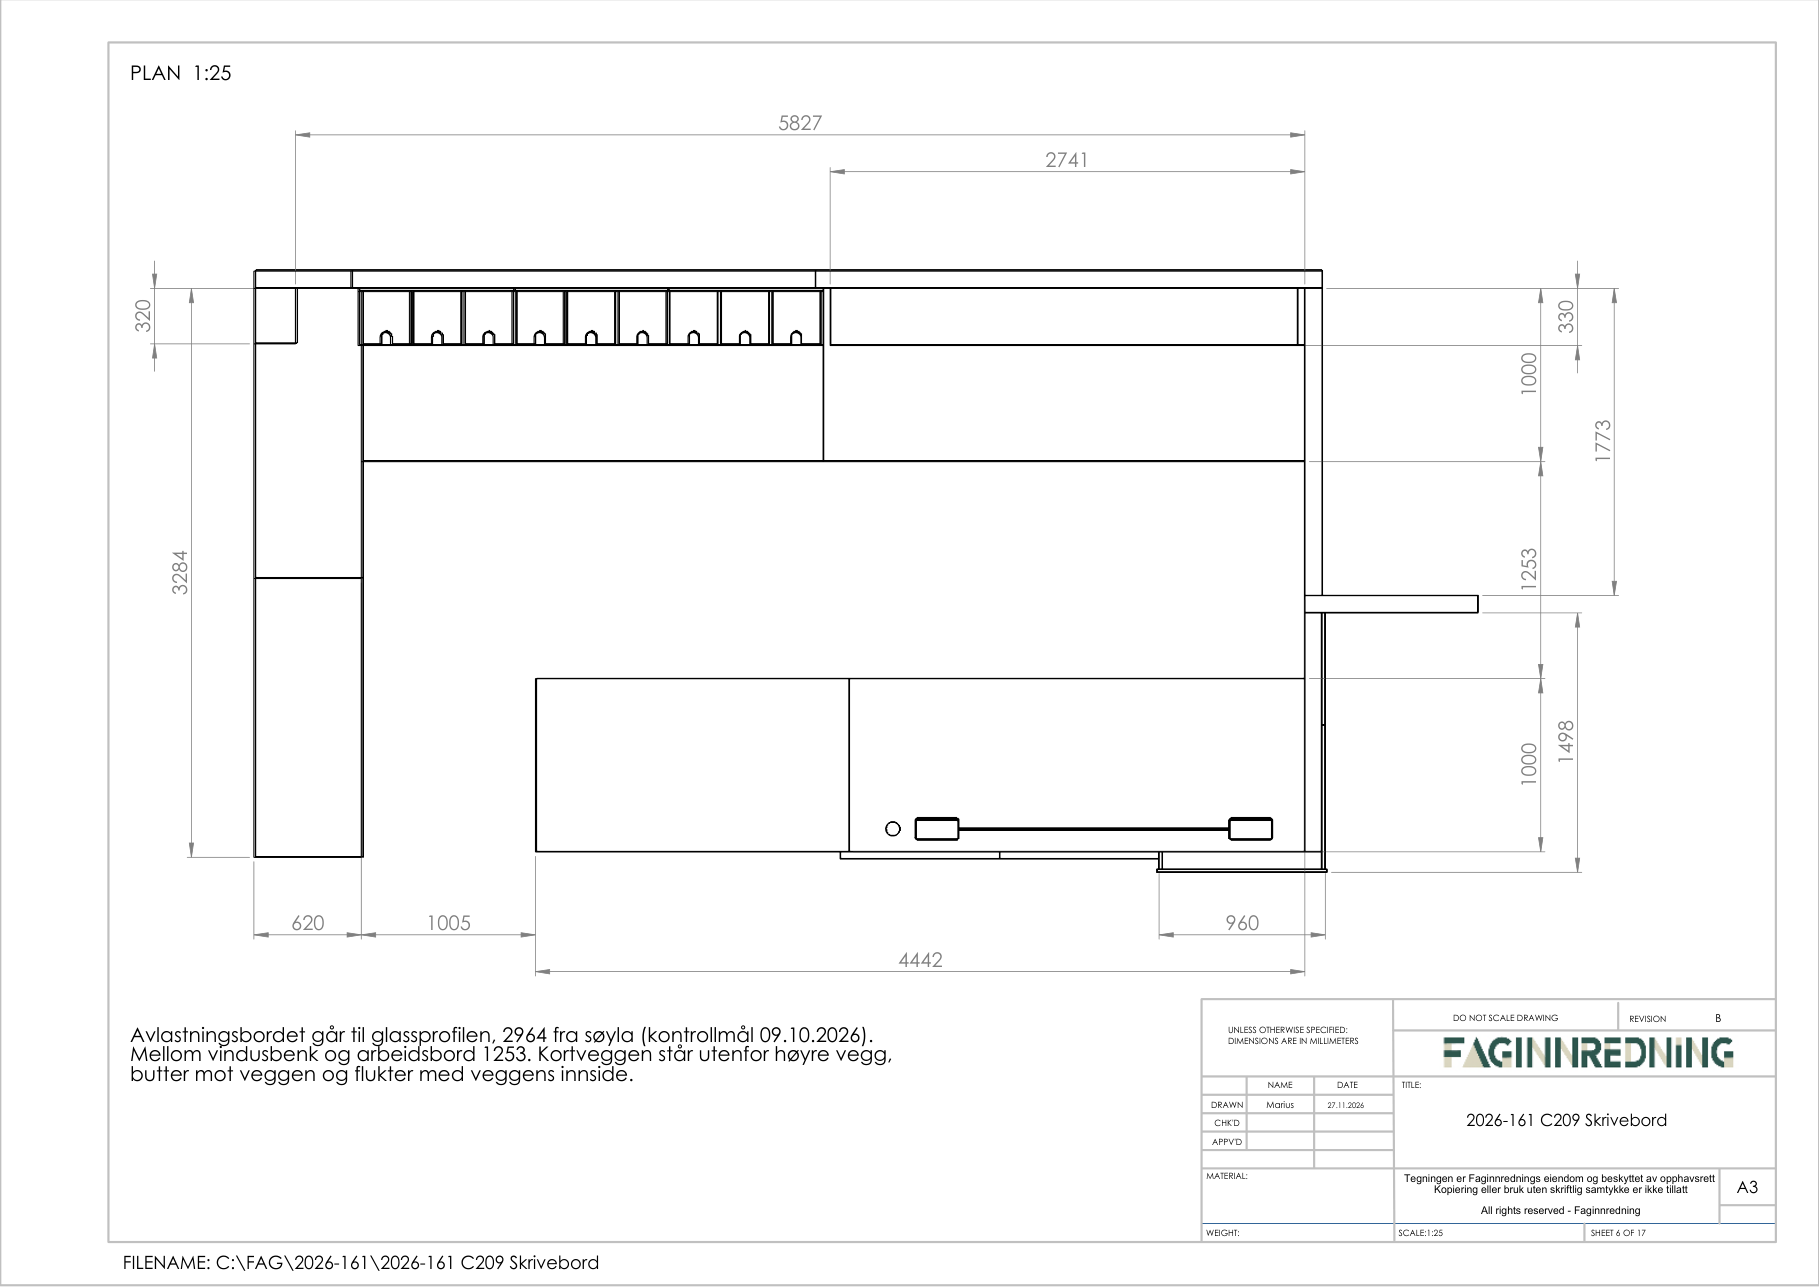 PLAN 1:25
5827
2741
320
3284
330
1000
1773
1253
1498
1000
620
1005
960
4442
Avlastningsbordet går til glassprofilen, 2964 fra søyla (kontrollmål 09.10.2026).
Mellom vindusbenk og arbeidsbord 1253. Kortveggen står utenfor høyre vegg,
butter mot veggen og flukter med veggens innside.
UNLESS OTHERWISE SPECIFIED:
DIMENSIONS ARE IN MILLIMETERS
DO NOT SCALE DRAWING
REVISION B
FAGINNREDNING
NAME DATE
DRAWN Marius 27.11.2026
CHK'D
APPV'D
TITLE:
2026-161 C209 Skrivebord
MATERIAL:
Tegningen er Faginnrednings eiendom og beskyttet av opphavsrett
Kopiering eller bruk uten skriftlig samtykke er ikke tillatt
All rights reserved - Faginnredning
A3
WEIGHT:
SCALE:1:25
SHEET 6 OF 17
FILENAME: C:\FAG\2026-161\2026-161 C209 Skrivebord